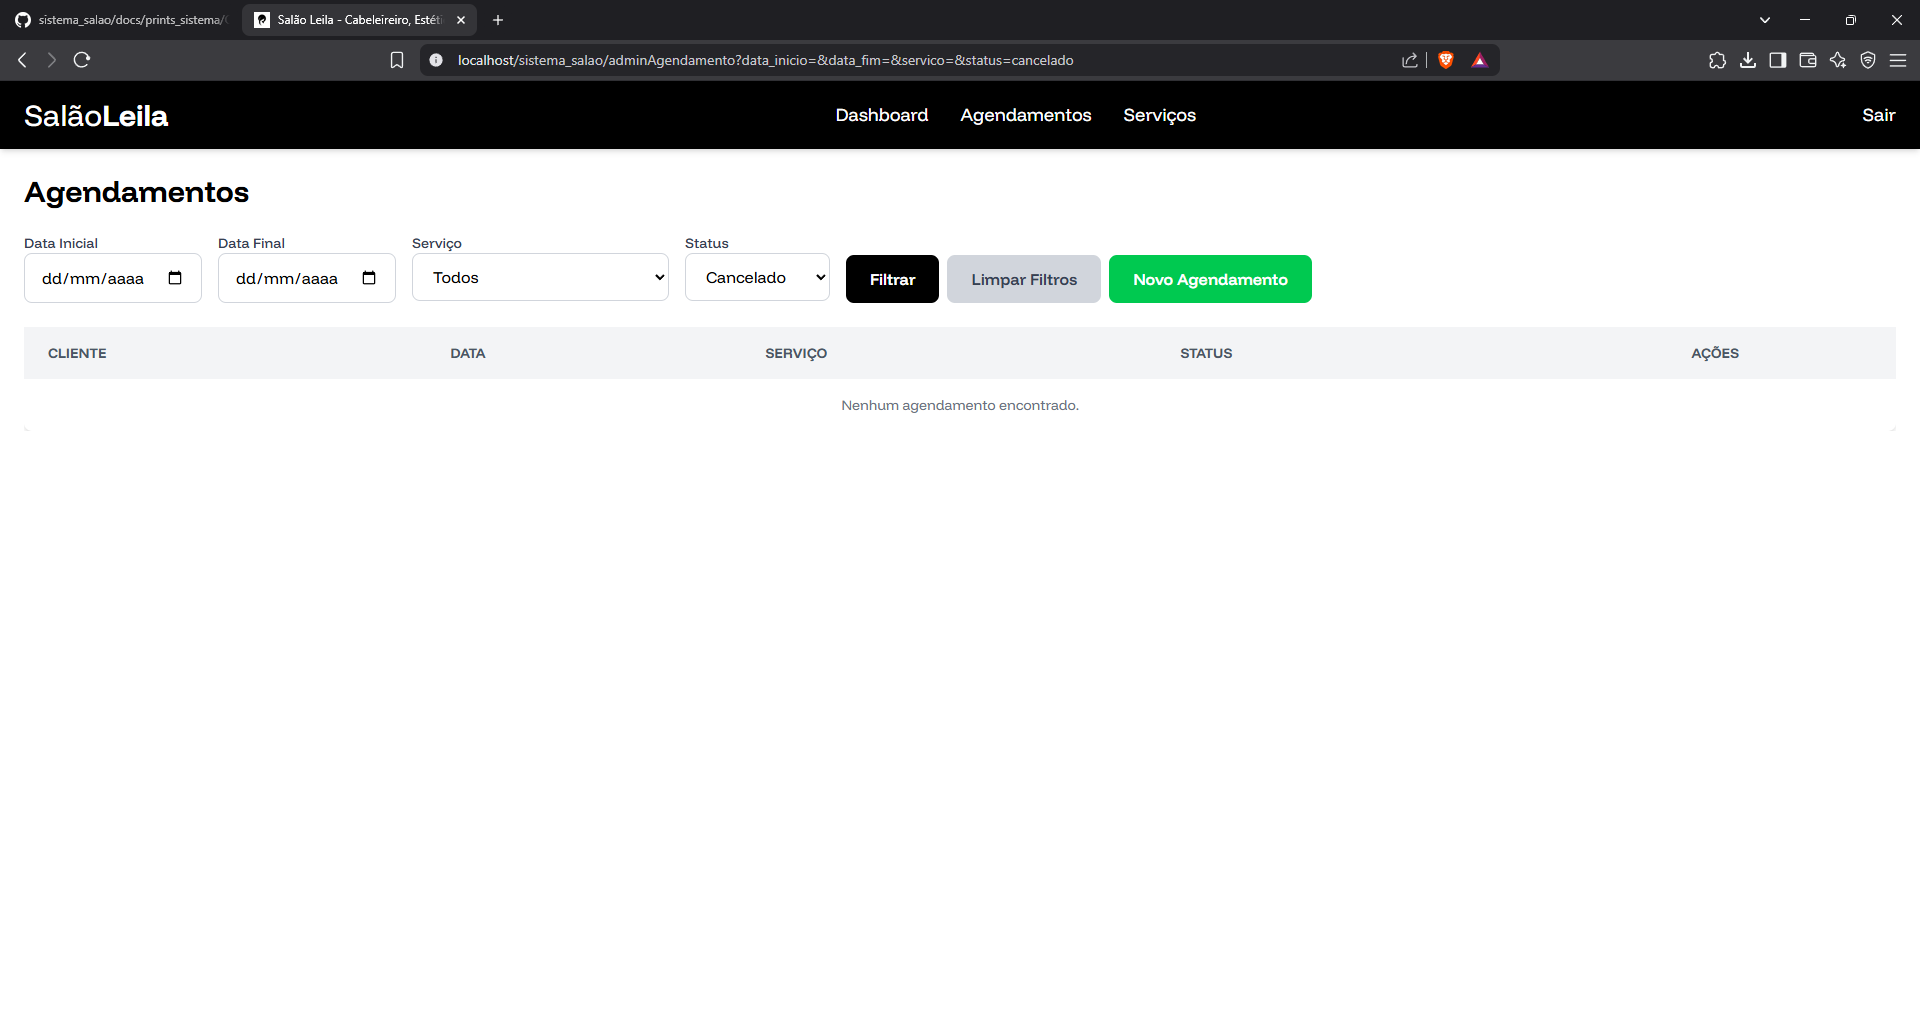 sistema_salao/docs/prints_sistema/
Salão Leila - Cabeleireiro, Estéti
localhost/sistema_salao/adminAgendamento?data_inicio=&data_fim=&servico=&status=cancelado
SalãoLeila
Dashboard Agendamentos Serviços
Sair
Agendamentos
Data Inicial Data Final Serviço Status
dd/mm/aaaa dd/mm/aaaa Todos Cancelado Filtrar Limpar Filtros Novo Agendamento
CLIENTE DATA SERVIÇO STATUS AÇÕES
Nenhum agendamento encontrado.